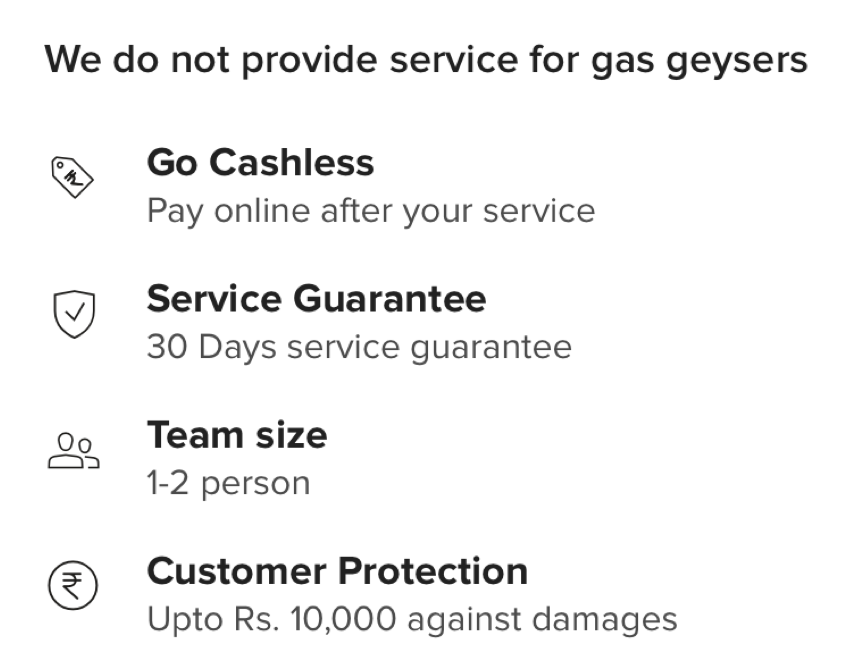 We do not provide service for gas geysers
Go Cashless
Pay online after your service
Service Guarantee
30 Days service guarantee
Team size
1-2 person
Customer Protection
Upto Rs. 10,000 against damages